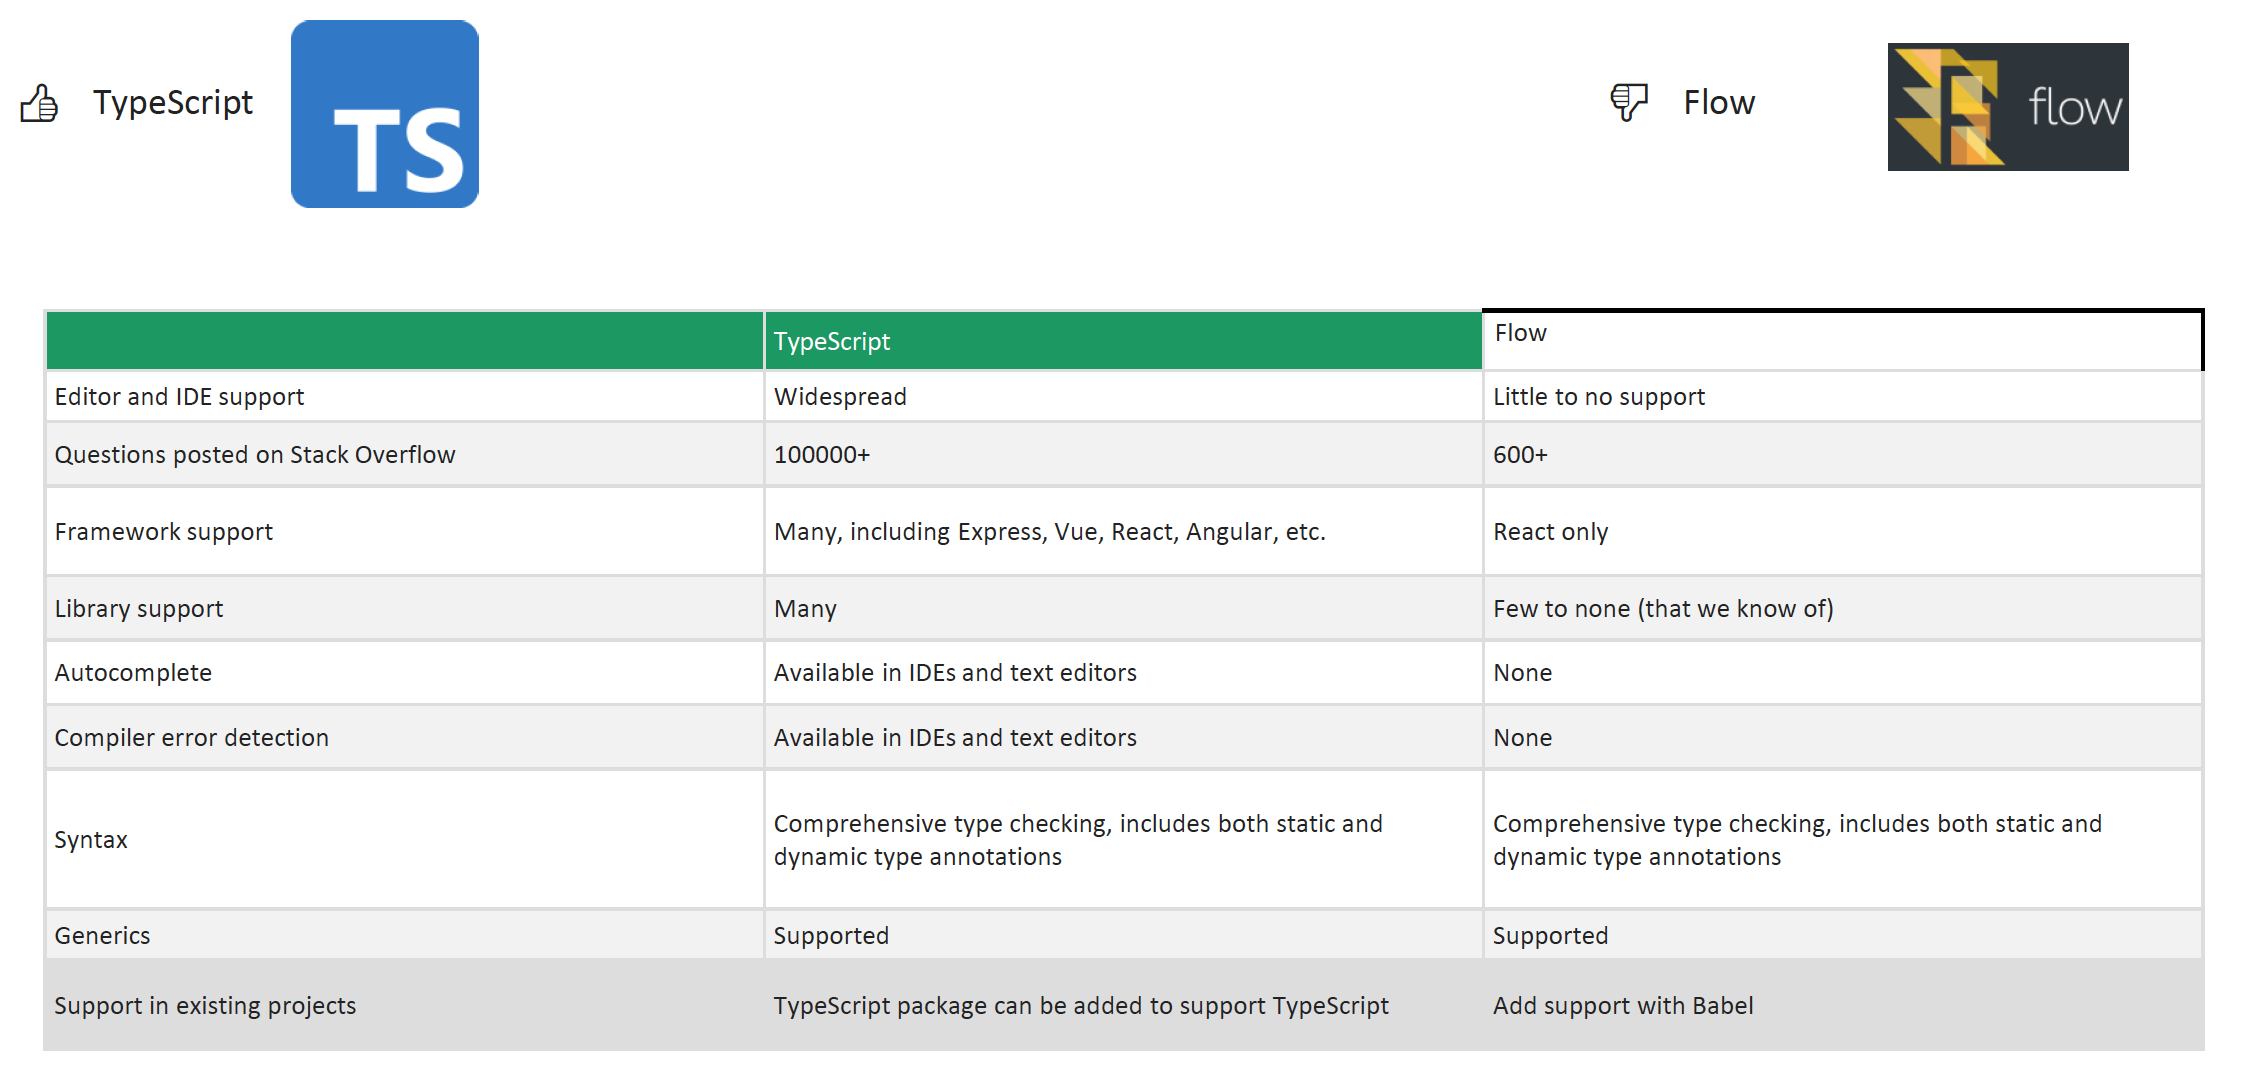 TypeScript
TS
Flow
flow
TypeScript
Flow
Editor and IDE support
Widespread
Little to no support
Questions posted on Stack Overflow
100000+
600+
Framework support
Many, including Express, Vue, React, Angular, etc.
React only
Library support
Many
Few to none (that we know of)
Autocomplete
Available in IDEs and text editors
None
Compiler error detection
Available in IDEs and text editors
None
Syntax
Comprehensive type checking, includes both static and
dynamic type annotations
Comprehensive type checking, includes both static and
dynamic type annotations
Generics
Supported
Supported
Support in existing projects
TypeScript package can be added to support TypeScript
Add support with Babel